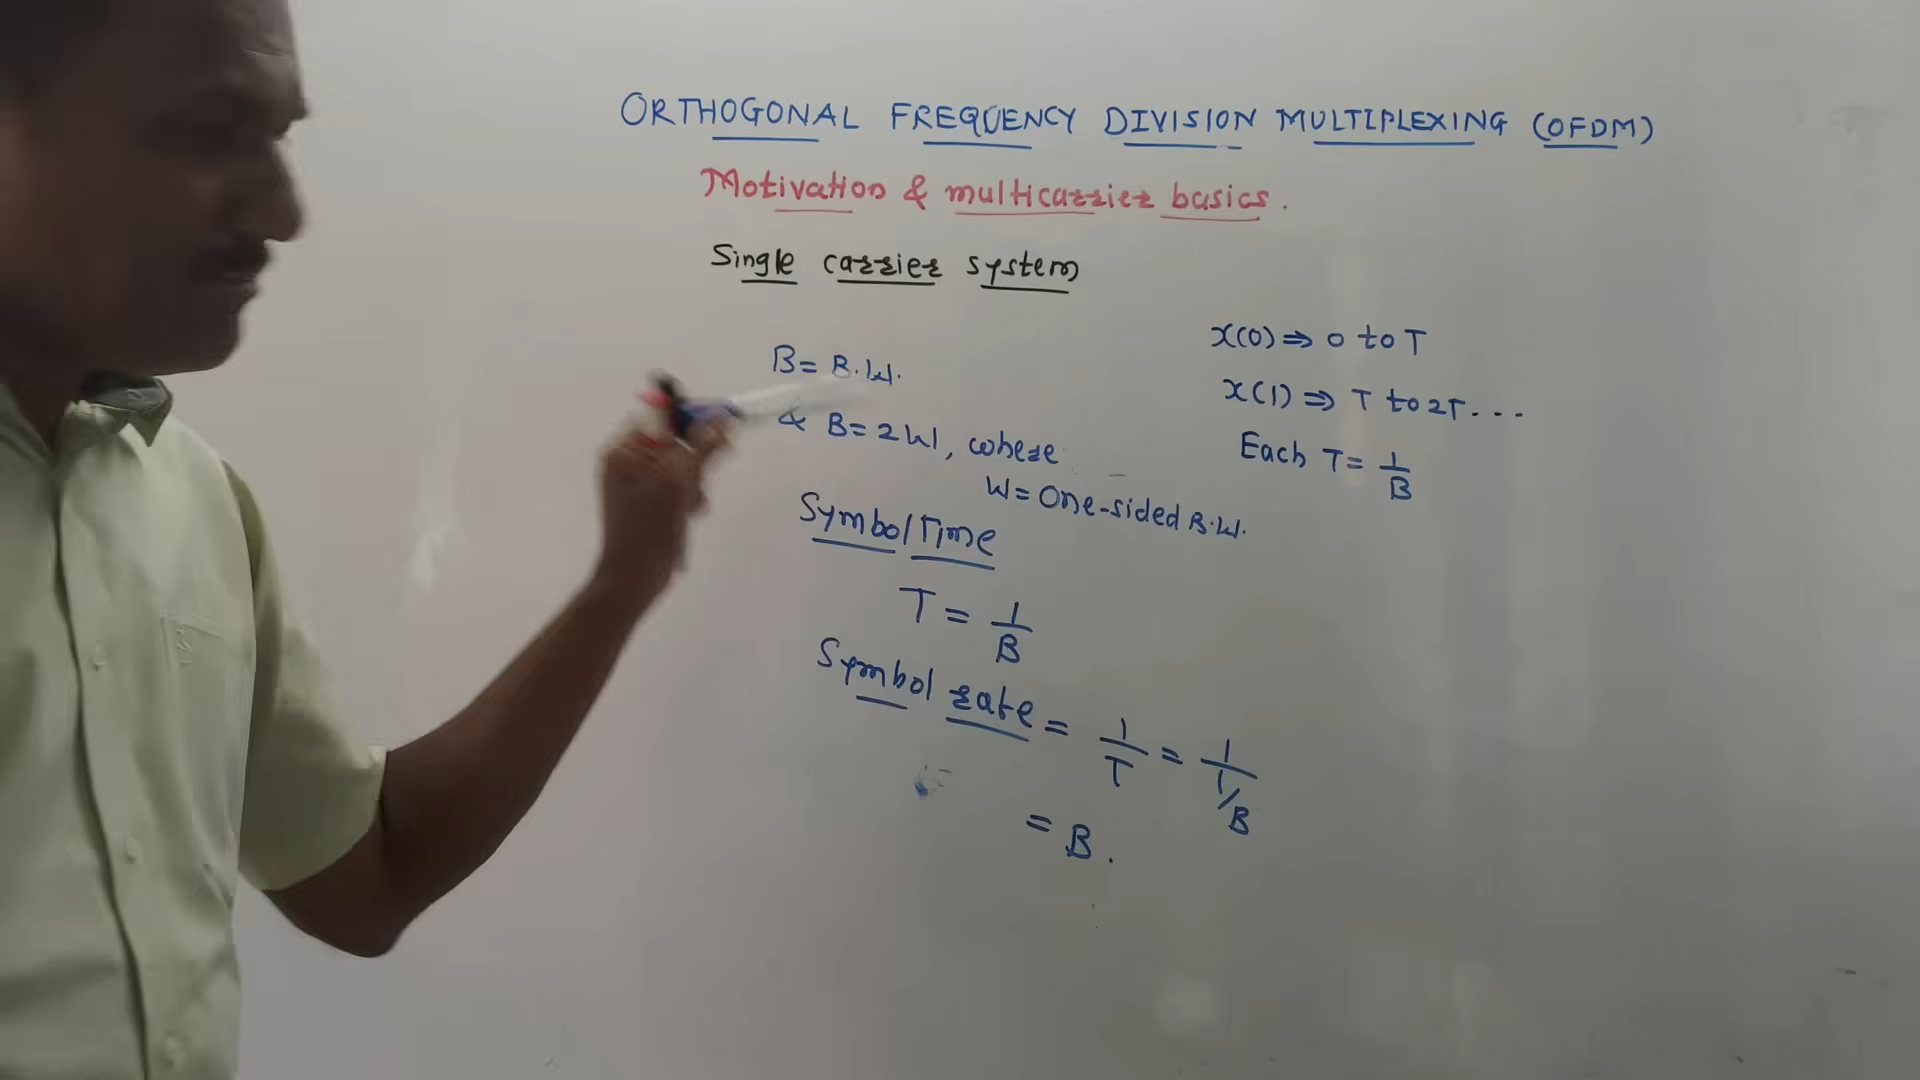 ORTHOGONAL FREQUENCY DIVISION MULTIPLEXING (OFDM)
Motivation & multicarrier basics.
Single carrier system
B = B.W.
& B = 2W, where
W = One-sided B.W.
Symbol Time
T = 1/B
Symbol rate = 1/T = 1/1/B
= B.
x(0) ⇒ 0 to T
x(1) ⇒ T to 2T...
Each T = 1/B